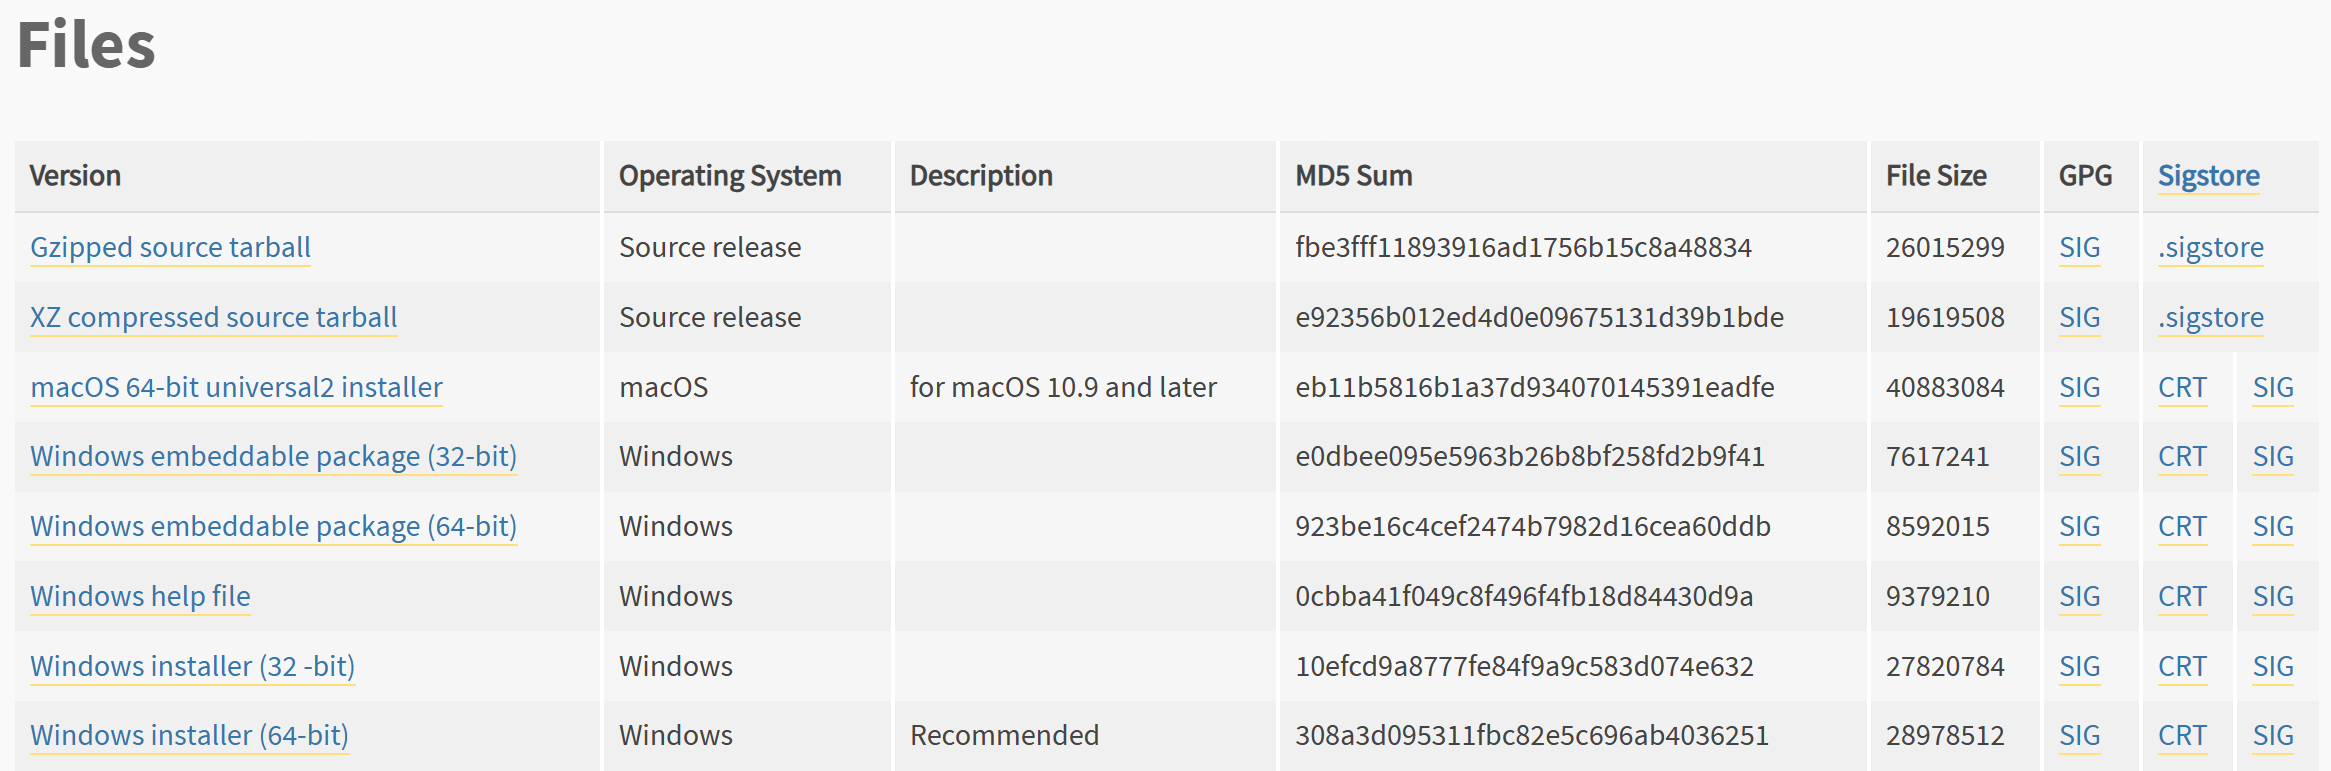 Files
Version Operating System Description MD5 Sum File Size GPG Sigstore
Gzipped source tarball Source release fbe3fff11893916ad1756b15c8a48834 26015299 SIG .sigstore
XZ compressed source tarball Source release e92356b012ed4d0e09675131d39b1bde 19619508 SIG .sigstore
macOS 64-bit universal2 installer macOS for macOS 10.9 and later eb11b5816b1a37d934070145391eadfe 40883084 SIG CRT SIG
Windows embeddable package (32-bit) Windows e0dbee095e5963b26b8bf258fd2b9f41 7617241 SIG CRT SIG
Windows embeddable package (64-bit) Windows 923be16c4cef2474b7982d16cea60ddb 8592015 SIG CRT SIG
Windows help file Windows 0cbba41f049c8f496f4fb18d84430d9a 9379210 SIG CRT SIG
Windows installer (32 -bit) Windows 10efcd9a8777fe84f9a9c583d074e632 27820784 SIG CRT SIG
Windows installer (64-bit) Windows Recommended 308a3d095311fbc82e5c696ab4036251 28978512 SIG CRT SIG